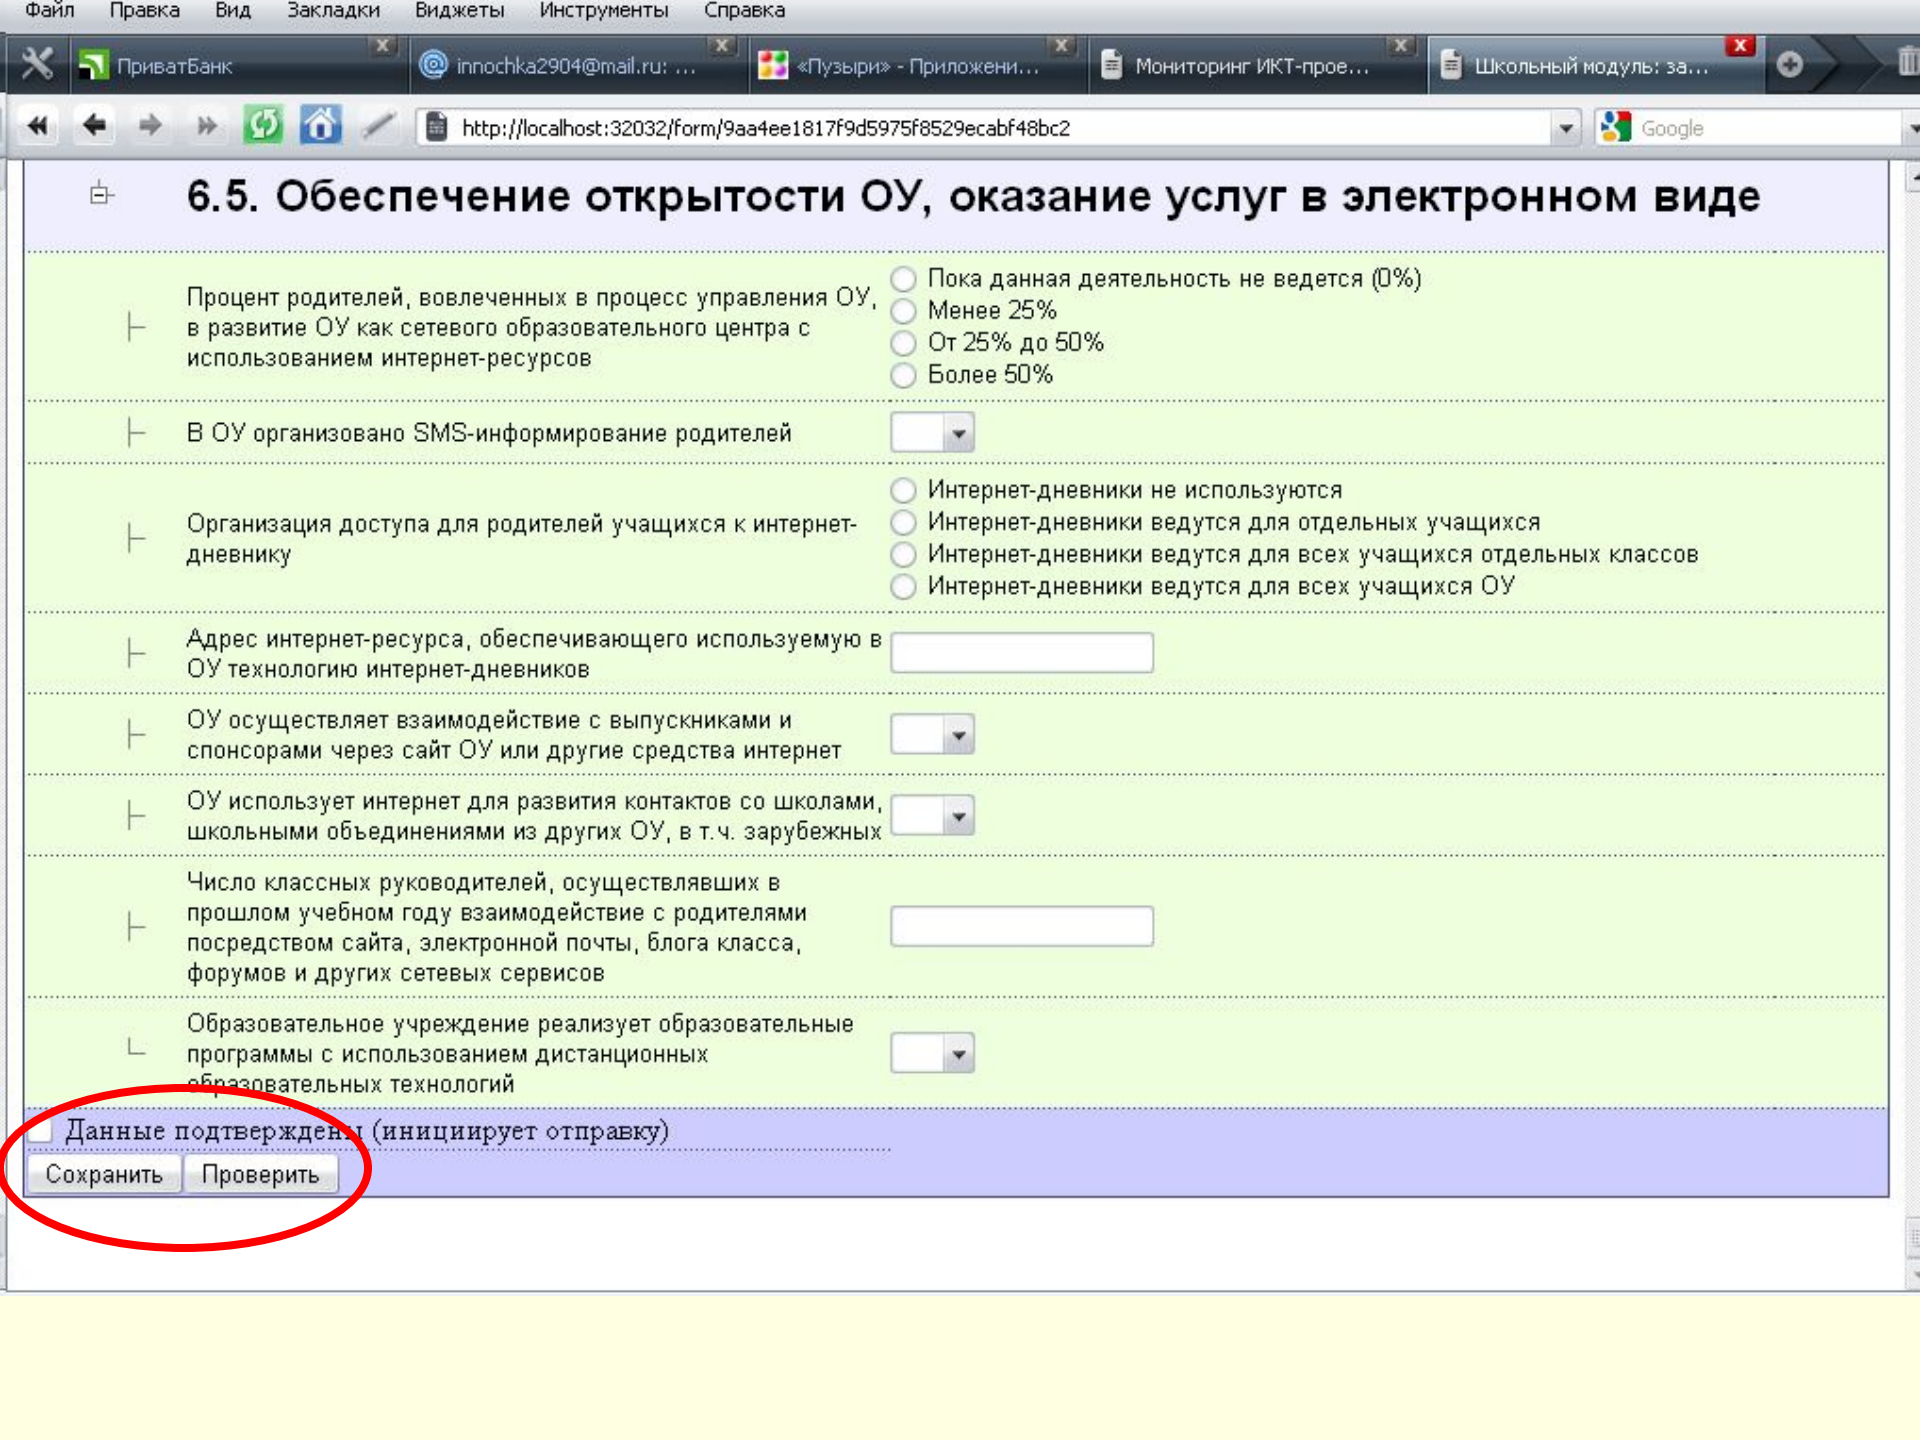 Файл Правка Вид Закладки Виджеты Инструменты Справка
ПриватБанк innochka2904@mail.ru: ... «Пузыри» - Приложени... Мониторинг ИКТ-прое... Школьный модуль: за...
http://localhost:32032/form/9aa4ee1817f9d5975f8529ecabf48bc2 Google
6.5. Обеспечение открытости ОУ, оказание услуг в электронном виде
Процент родителей, вовлеченных в процесс управления ОУ,
в развитие ОУ как сетевого образовательного центра с
использованием интернет-ресурсов
Пока данная деятельность не ведется (0%)
Менее 25%
От 25% до 50%
Более 50%
В ОУ организовано SMS-информирование родителей
Организация доступа для родителей учащихся к интернет-
дневнику
Интернет-дневники не используются
Интернет-дневники ведутся для отдельных учащихся
Интернет-дневники ведутся для всех учащихся отдельных классов
Интернет-дневники ведутся для всех учащихся ОУ
Адрес интернет-ресурса, обеспечивающего используемую в
ОУ технологию интернет-дневников
ОУ осуществляет взаимодействие с выпускниками и
спонсорами через сайт ОУ или другие средства интернет
ОУ использует интернет для развития контактов со школами,
школьными объединениями из других ОУ, в т.ч. зарубежных
Число классных руководителей, осуществлявших в
прошлом учебном году взаимодействие с родителями
посредством сайта, электронной почты, блога класса,
форумов и других сетевых сервисов
Образовательное учреждение реализует образовательные
программы с использованием дистанционных
образовательных технологий
Данные подтверждены (инициирует отправку)
Сохранить Проверить